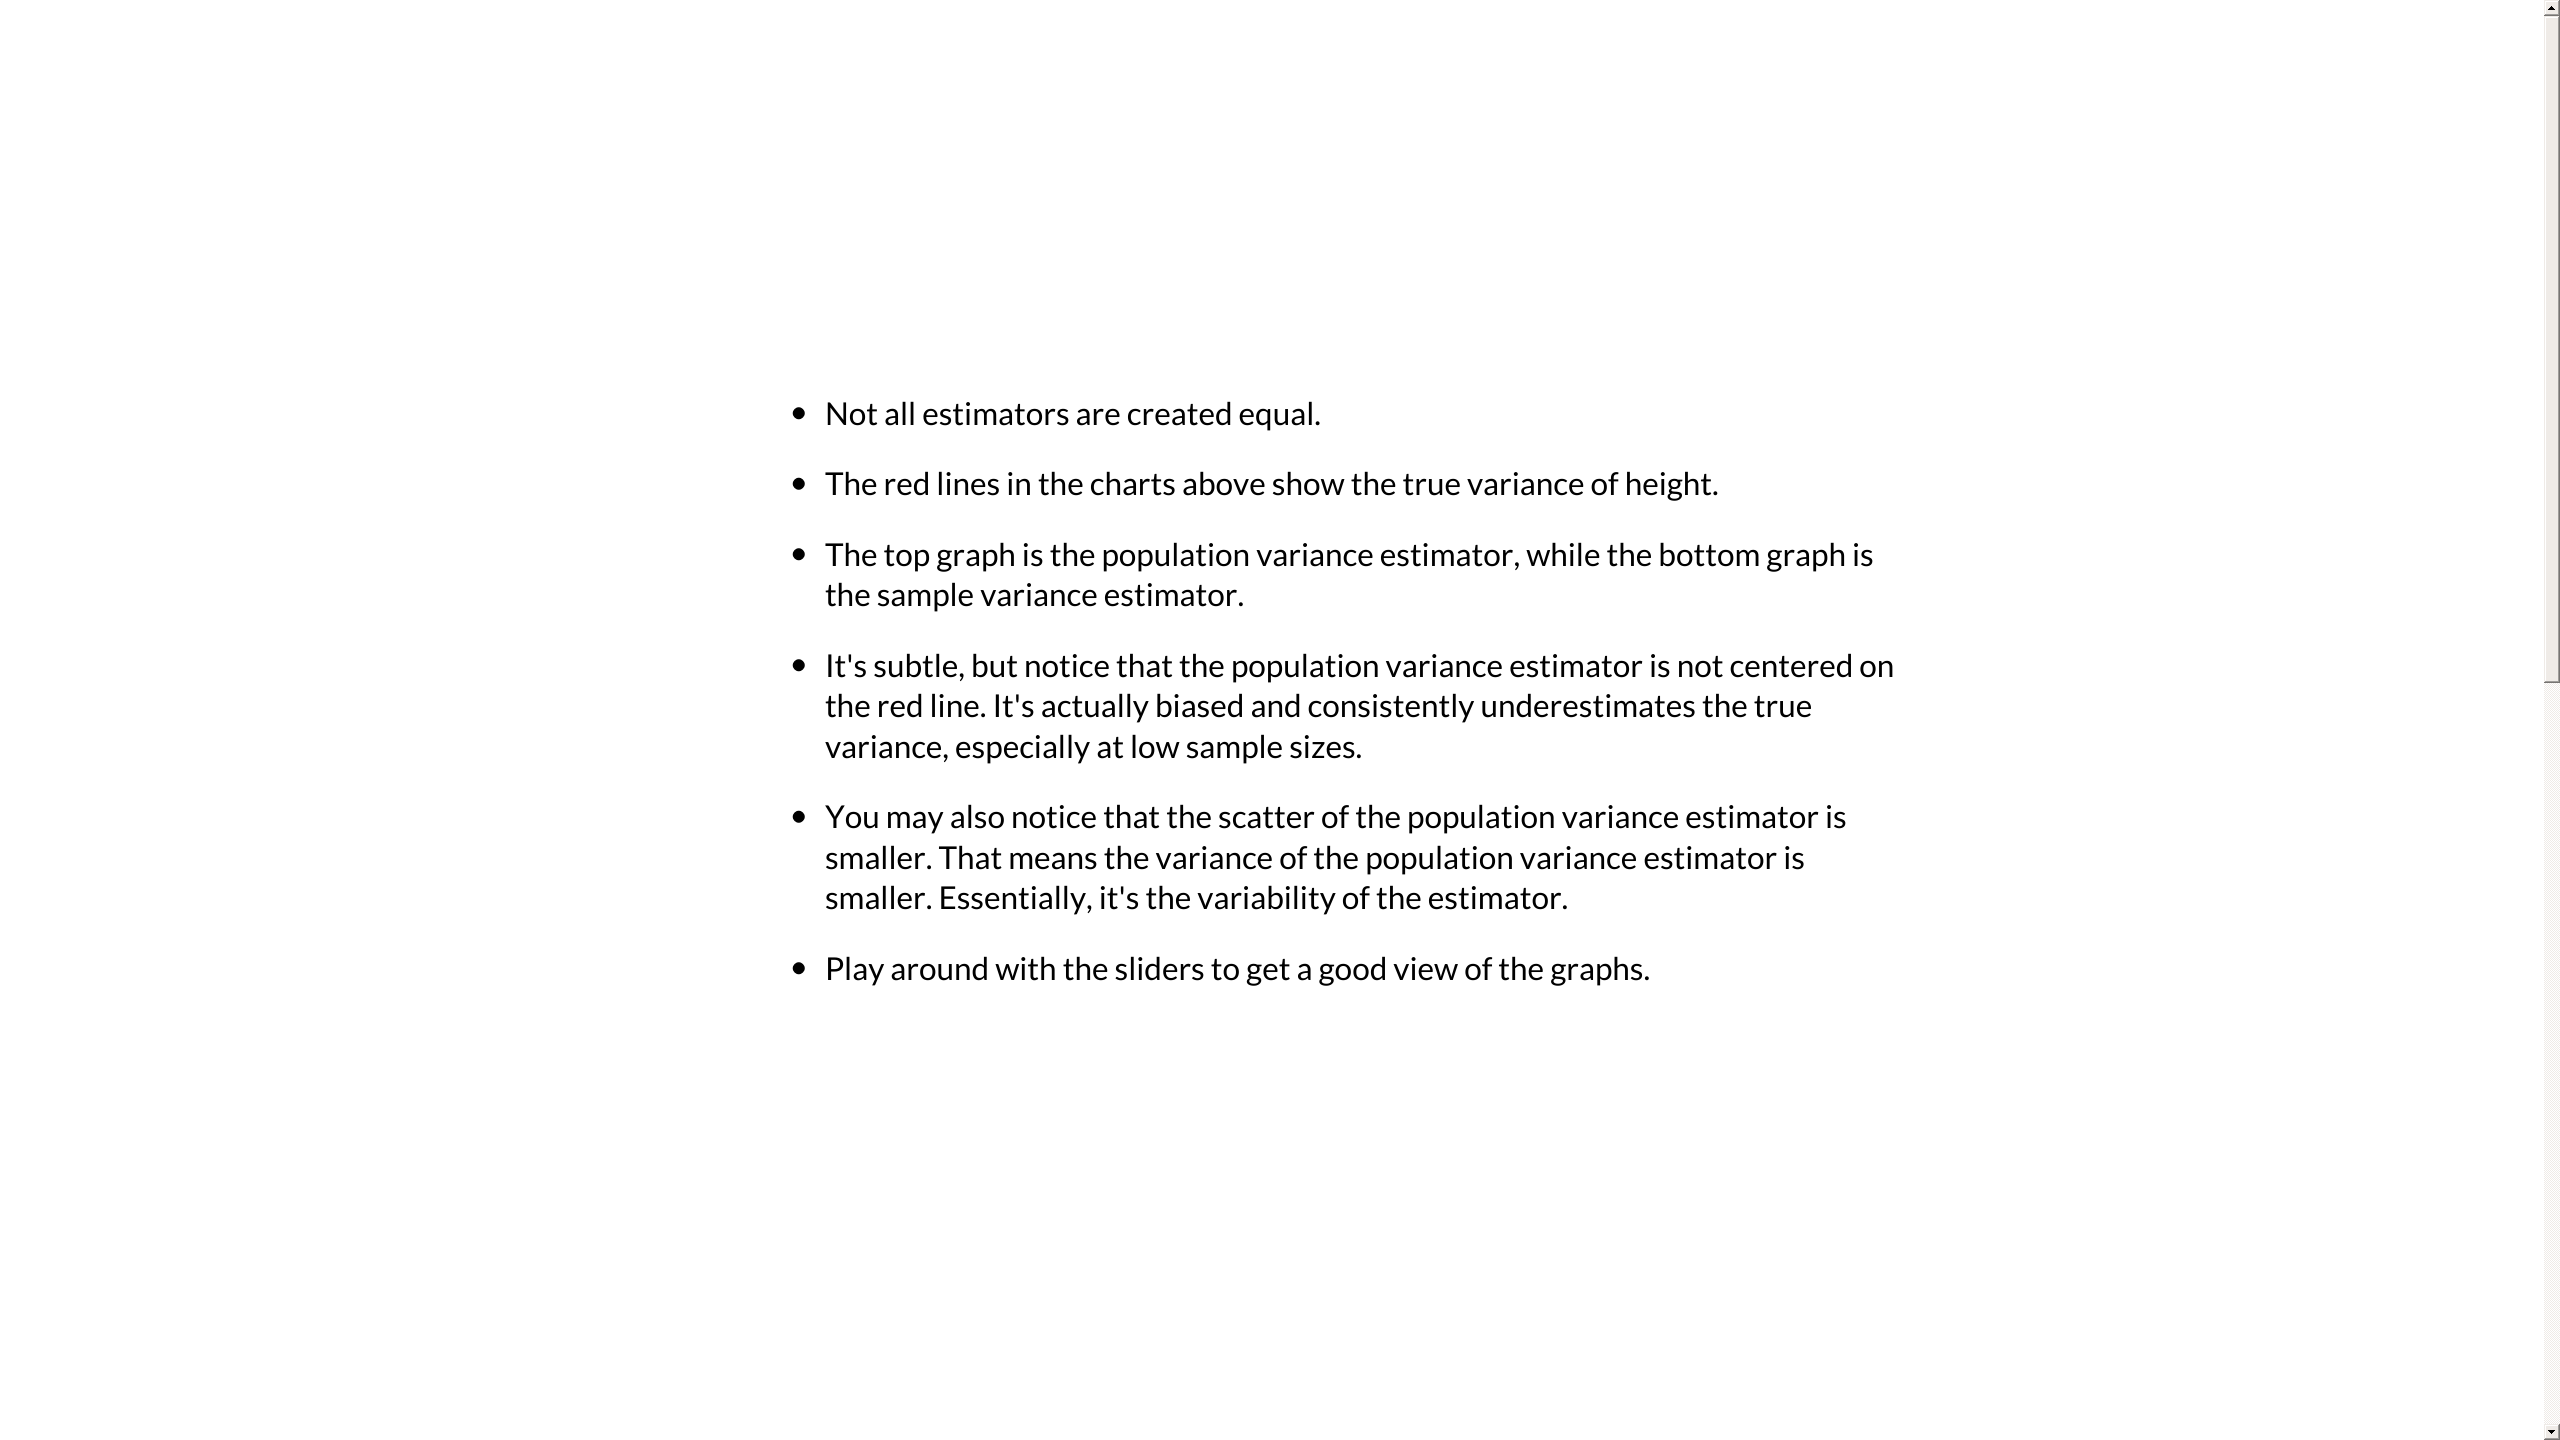 Not all estimators are created equal.
The red lines in the charts above show the true variance of height.
The top graph is the population variance estimator, while the bottom graph is
the sample variance estimator.
It's subtle, but notice that the population variance estimator is not centered on
the red line. It's actually biased and consistently underestimates the true
variance, especially at low sample sizes.
You may also notice that the scatter of the population variance estimator is
smaller. That means the variance of the population variance estimator is
smaller. Essentially, it's the variability of the estimator.
Play around with the sliders to get a good view of the graphs.